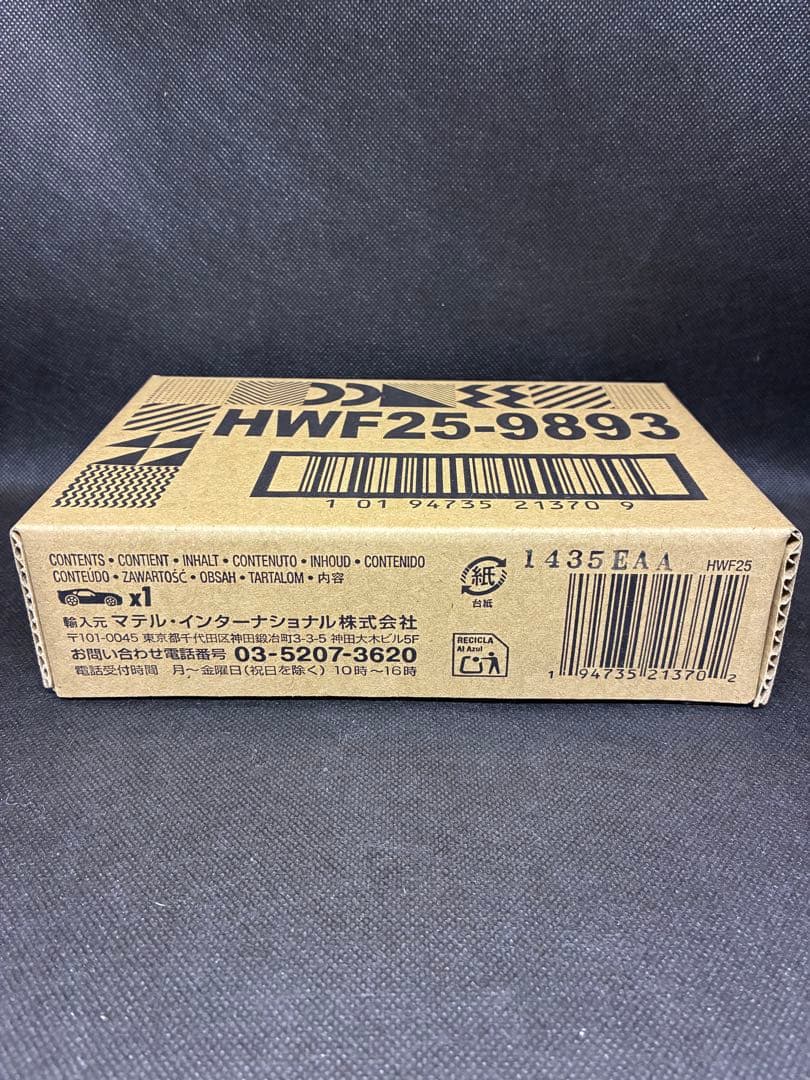 HWF25-9893
1 01 94735 21370 9
CONTENTS • CONTIENT • INHALT • CONTENUTO • INHOUD • CONTENIDO
CONTEÚDO • ZAWARTOŚĆ • OBSAH • TARTALOM • 内容
x1
輸入元 マテル・インターナショナル株式会社
〒101-0045 東京都千代田区神田鍛冶町3-3-5 神田大木ビル5F
お問い合わせ電話番号 03-5207-3620
電話受付時間 月～金曜日(祝日を除く) 10時～16時
紙
台紙
RECICLA
Al Azul
1435EAA
HWF25
1 94735 21370 2